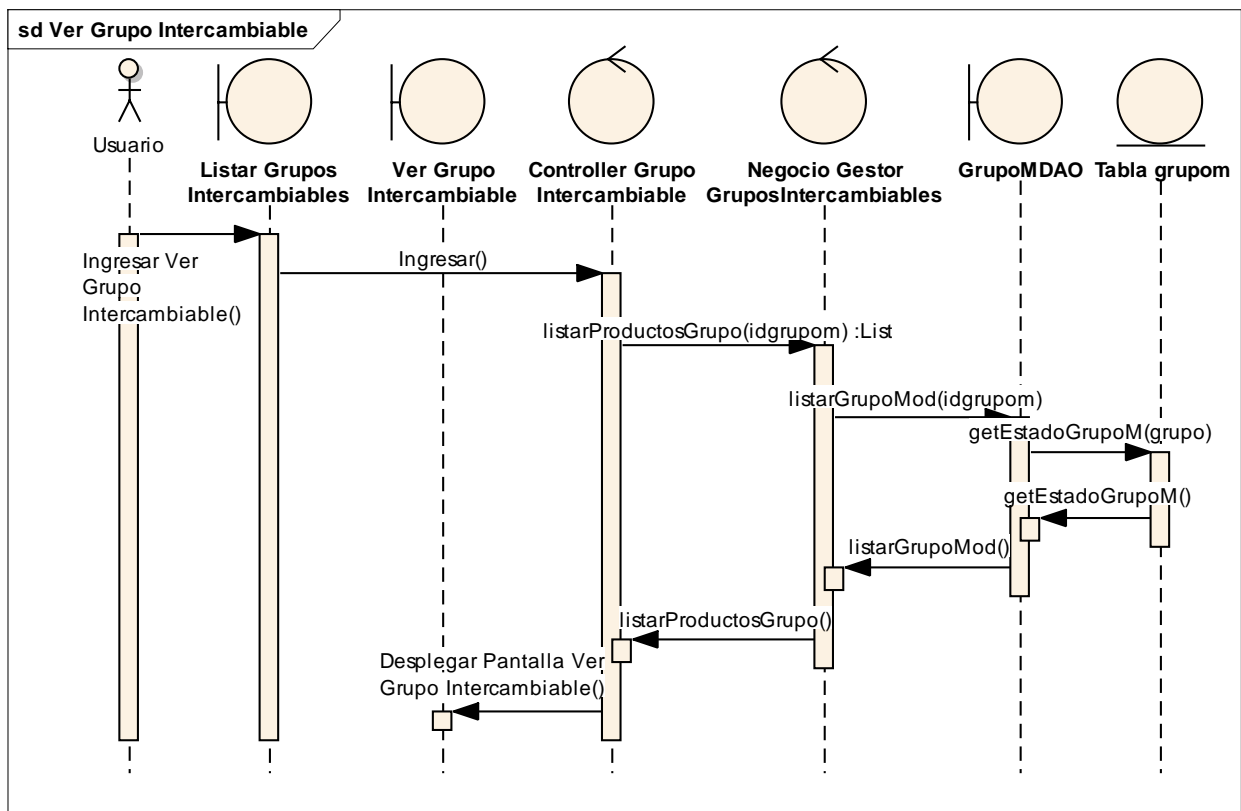 sd Ver Grupo Intercambiable
Usuario
Listar Grupos
Intercambiables
Ver Grupo
Intercambiable
Controller Grupo
Intercambiable
Negocio Gestor
GruposIntercambiables
GrupoMDAO
Tabla grupom
Ingresar Ver
Grupo
Intercambiable()
Ingresar()
listarProductosGrupo(idgrupom) :List
listarGrupoMod(idgrupom)
getEstadoGrupoM(grupo)
getEstadoGrupoM()
listarGrupoMod()
listarProductosGrupo()
Desplegar Pantalla Ver
Grupo Intercambiable()